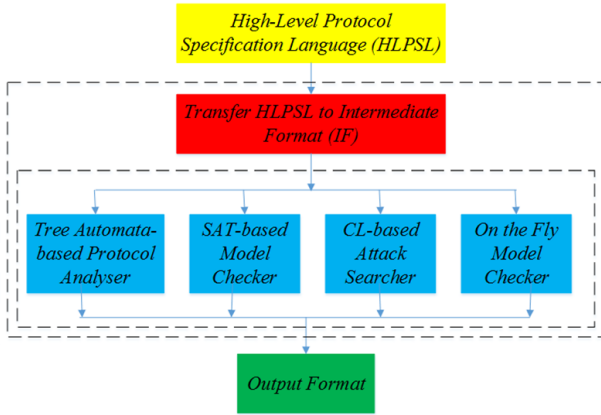 High-Level Protocol
Specification Language (HLPSL)
Transfer HLPSL to Intermediate
Format (IF)
Tree Automata-
based Protocol
Analyser
SAT-based
Model
Checker
CL-based
Attack
Searcher
On the Fly
Model
Checker
Output Format